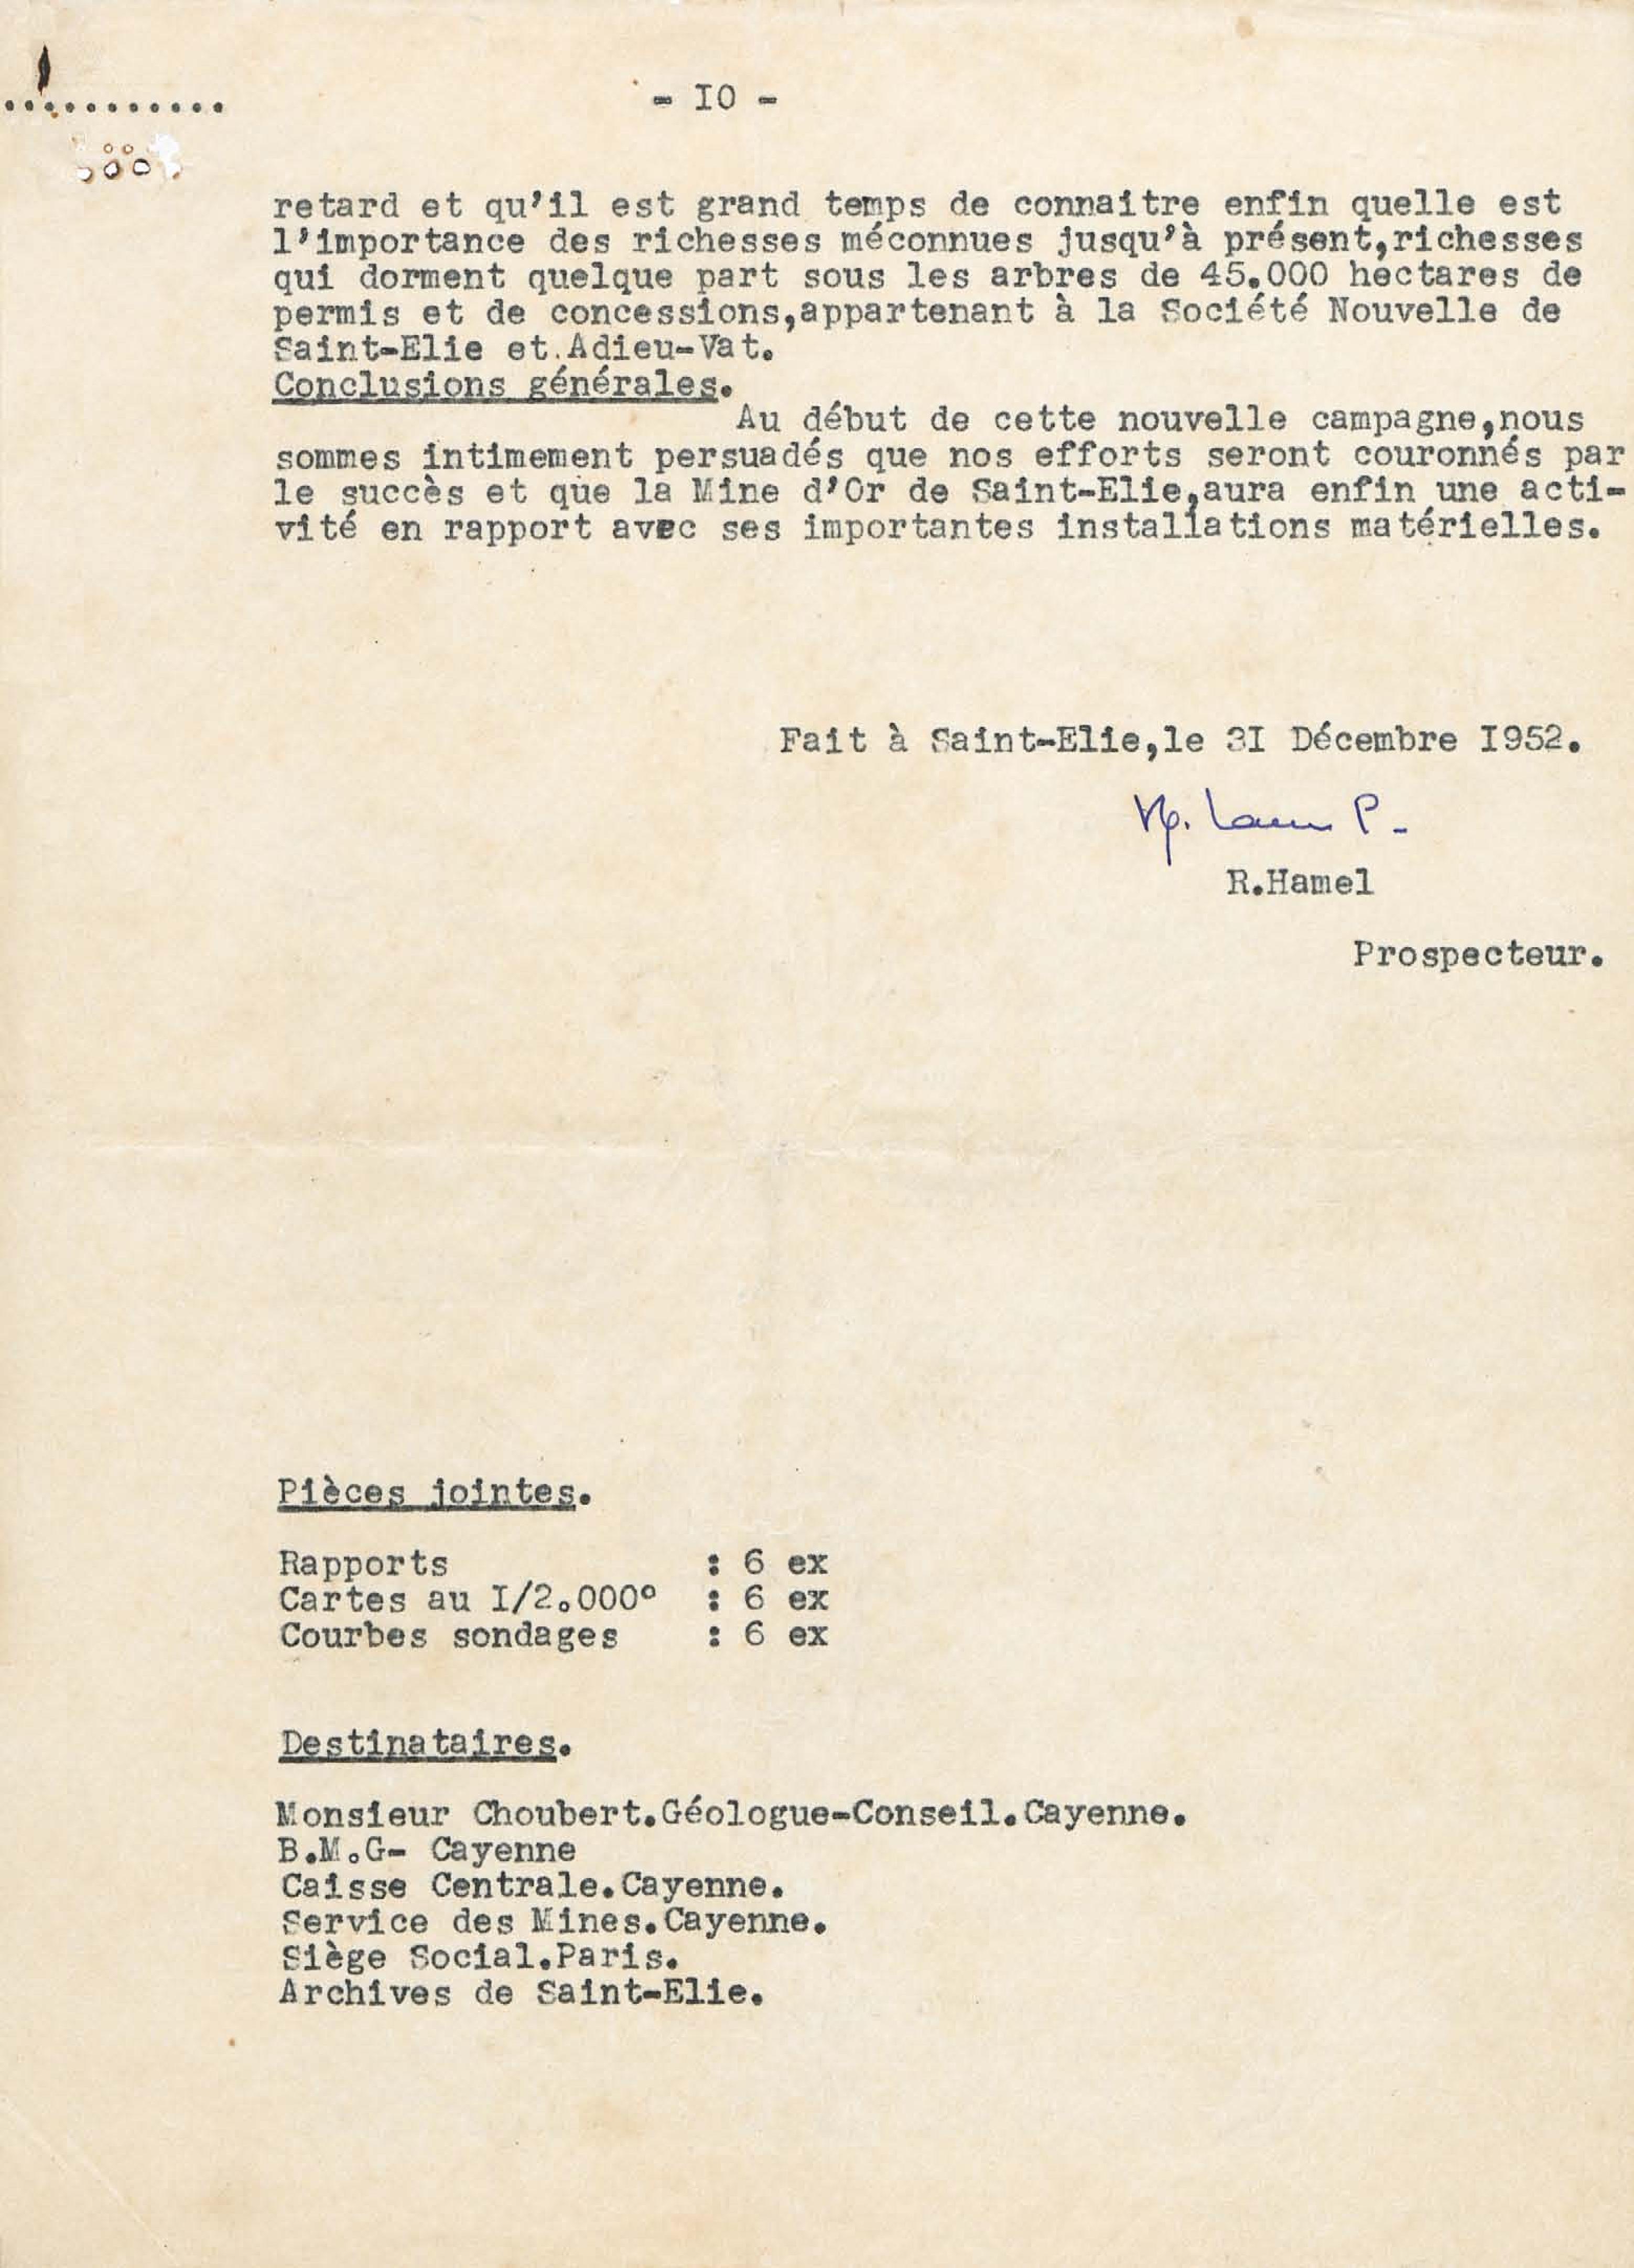 ...........
- IO -
retard et qu'il est grand temps de connaitre enfin quelle est
l'importance des richesses méconnues jusqu'à présent,richesses
qui dorment quelque part sous les arbres de 45.000 hectares de
permis et de concessions,appartenant à la Société Nouvelle de
Saint-Elie et.Adieu-Vat.
Conclusions générales.
Au début de cette nouvelle campagne,nous
sommes intimement persuadés que nos efforts seront couronnés par
le succès et que la Mine d'Or de Saint-Elie,aura enfin une acti-
vité en rapport avec ses importantes installations matérielles.
Fait à Saint-Elie,le 3I Décembre I952.
R.Hamel
Prospecteur.
Pièces jointes.
Rapports : 6 ex
Cartes au I/2.000° : 6 ex
Courbes sondages : 6 ex
Destinataires.
Monsieur Choubert.Géologue-Conseil.Cayenne.
B.M.G- Cayenne
Caisse Centrale.Cayenne.
Service des Mines.Cayenne.
Siège Social.Paris.
Archives de Saint-Elie.